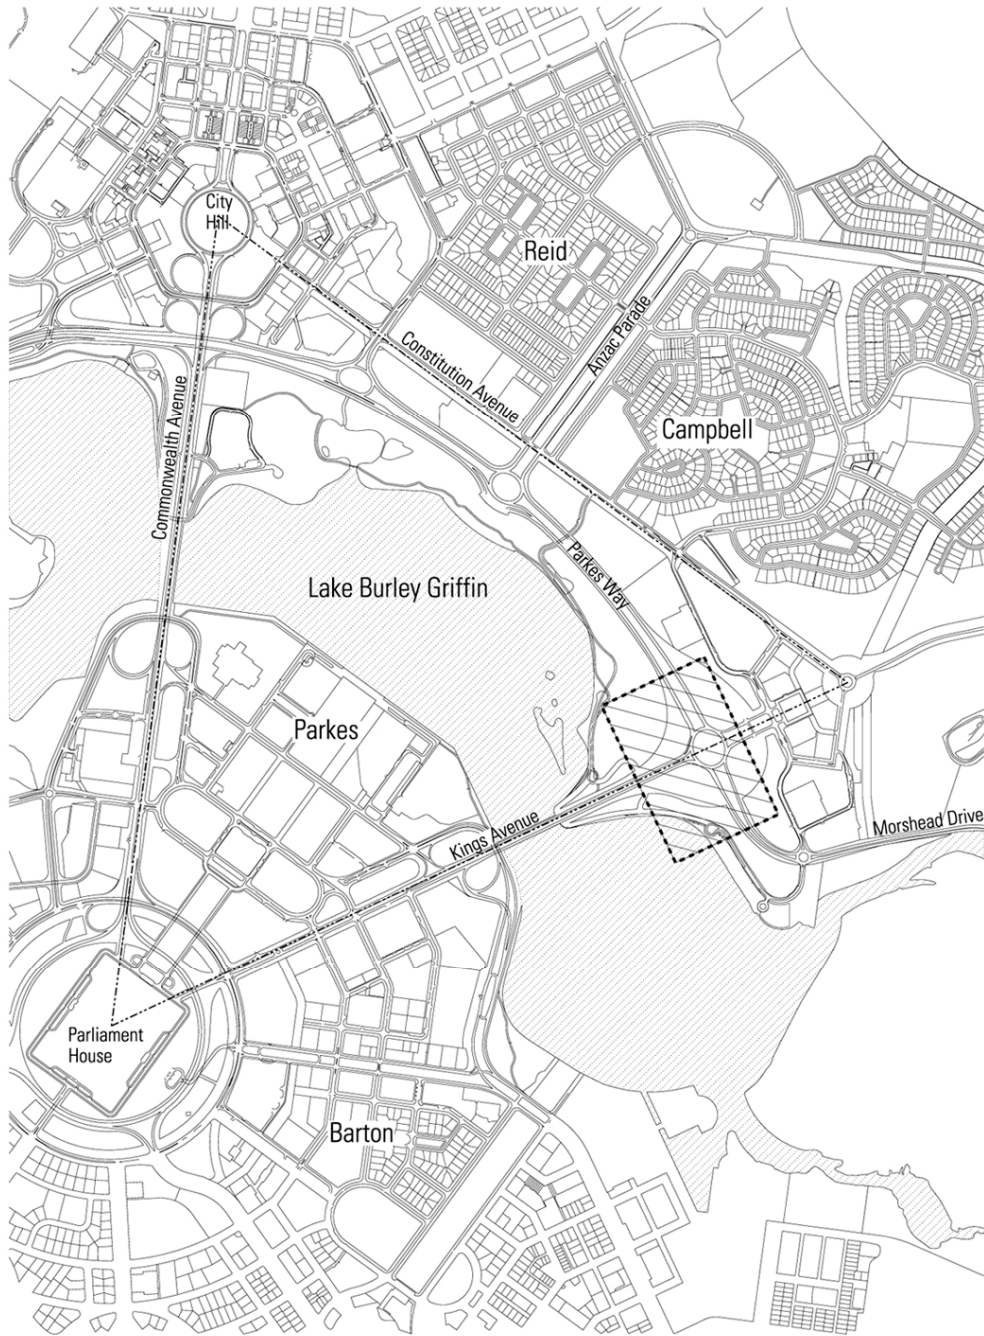 City
Hill
Reid
Anzac Parade
Constitution Avenue
Commonwealth Avenue
Campbell
Parkes Way
Lake Burley Griffin
Parkes
Kings Avenue
Morshead Drive
Parliament
House
Barton